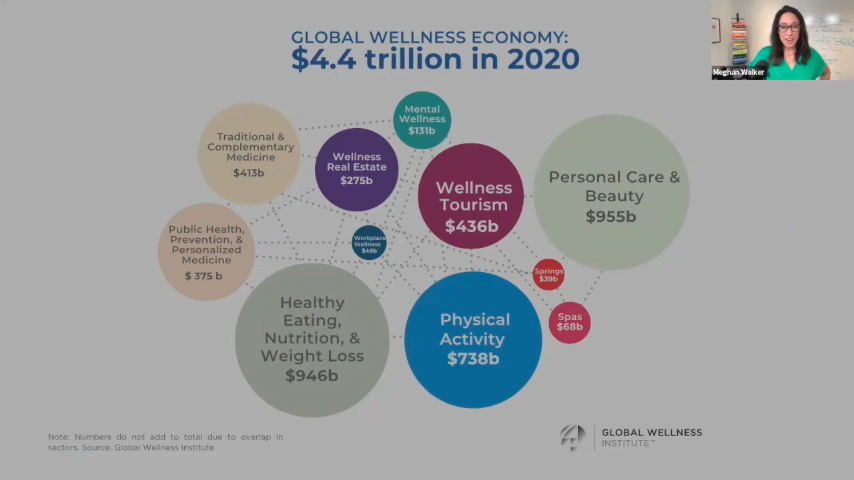 GLOBAL WELLNESS ECONOMY:
$4.4 trillion in 2020
Meghan Walker
Mental
Wellness
$131b
Traditional &
Complementary
Medicine
$413b
Wellness
Real Estate
$275b
Wellness
Tourism
$436b
Personal Care &
Beauty
$955b
Public Health,
Prevention, &
Personalized
Medicine
$ 375 b
Workplace
Wellness
$49b
Springs
$39b
Healthy
Eating,
Nutrition, &
Weight Loss
$946b
Physical
Activity
$738b
Spas
$68b
Note: Numbers do not add to total due to overlap in
sectors. Source: Global Wellness Institute
GLOBAL WELLNESS
INSTITUTE™